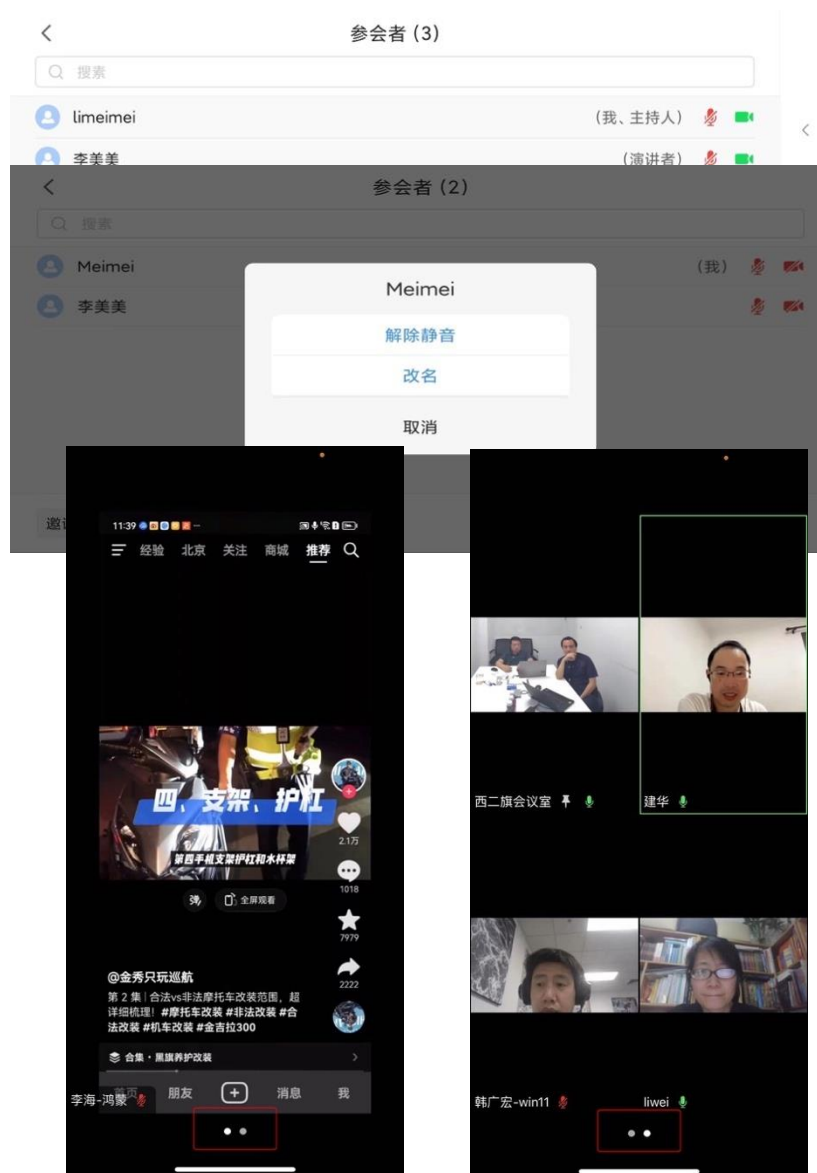 参会者 (3)
搜素
limeimei (我、主持人)
李美美 (演讲者)
参会者 (2)
搜素
Meimei (我)
李美美
Meimei
解除静音
改名
取消
邀
11:39
经验 北京 关注 商城 推荐
四、支架、护杠
第四手机支架护杠和水杯架
2.1万
1018
弹 全屏观看
7979
@金秀只玩巡航
第 2 集 | 合法vs非法摩托车改装范围,超
详细梳理! #摩托车改装 #非法改装 #合
法改装 #机车改装 #金吉拉300
2222
合集 · 黑旗养护改装
首页 朋友 消息 我
李海-鸿蒙
西二旗会议室
建华
韩广宏-win11
liwei